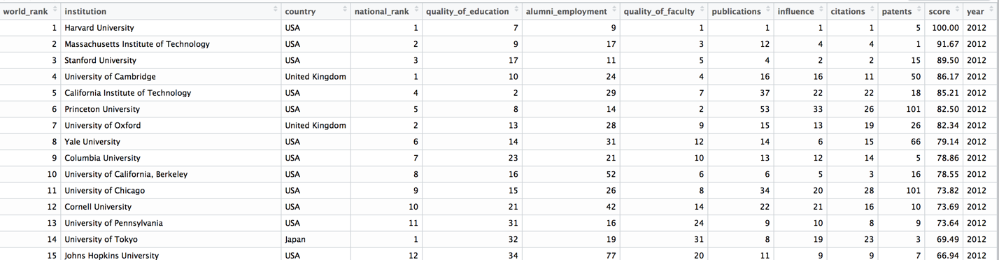 world_rank institution country national_rank quality_of_education alumni_employment quality_of_faculty publications influence citations patents score year
1 Harvard University USA 1 7 9 1 1 1 1 5 100.00 2012
2 Massachusetts Institute of Technology USA 2 9 17 3 12 4 4 1 91.67 2012
3 Stanford University USA 3 17 11 5 4 2 2 15 89.50 2012
4 University of Cambridge United Kingdom 1 10 24 4 16 16 11 50 86.17 2012
5 California Institute of Technology USA 4 2 29 7 37 22 22 18 85.21 2012
6 Princeton University USA 5 8 14 2 53 33 26 101 82.50 2012
7 University of Oxford United Kingdom 2 13 28 9 15 13 19 26 82.34 2012
8 Yale University USA 6 14 31 12 14 6 15 66 79.14 2012
9 Columbia University USA 7 23 21 10 13 12 14 5 78.86 2012
10 University of California, Berkeley USA 8 16 52 6 6 5 3 16 78.55 2012
11 University of Chicago USA 9 15 26 8 34 20 28 101 73.82 2012
12 Cornell University USA 10 21 42 14 22 21 16 10 73.69 2012
13 University of Pennsylvania USA 11 31 16 24 9 10 8 9 73.64 2012
14 University of Tokyo Japan 1 32 19 31 8 19 23 3 69.49 2012
15 Johns Hopkins University USA 12 34 77 20 11 9 9 7 66.94 2012